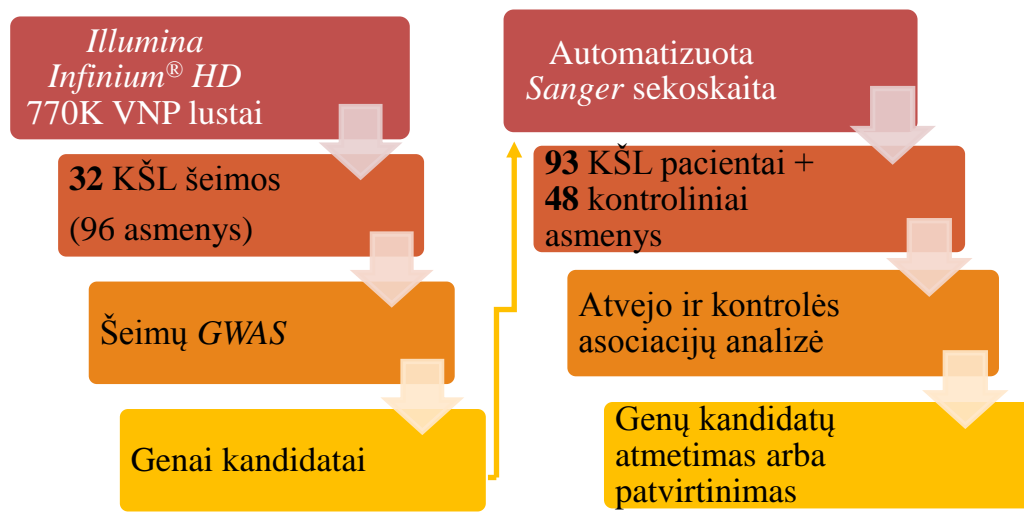 Illumina
Infinium® HD
770K VNP lustai
32 KŠL šeimos
(96 asmenys)
Šeimų GWAS
Genai kandidatai
Automatizuota
Sanger sekoskaita
93 KŠL pacientai +
48 kontroliniai
asmenys
Atvejo ir kontrolės
asociacijų analizė
Genų kandidatų
atmetimas arba
patvirtinimas